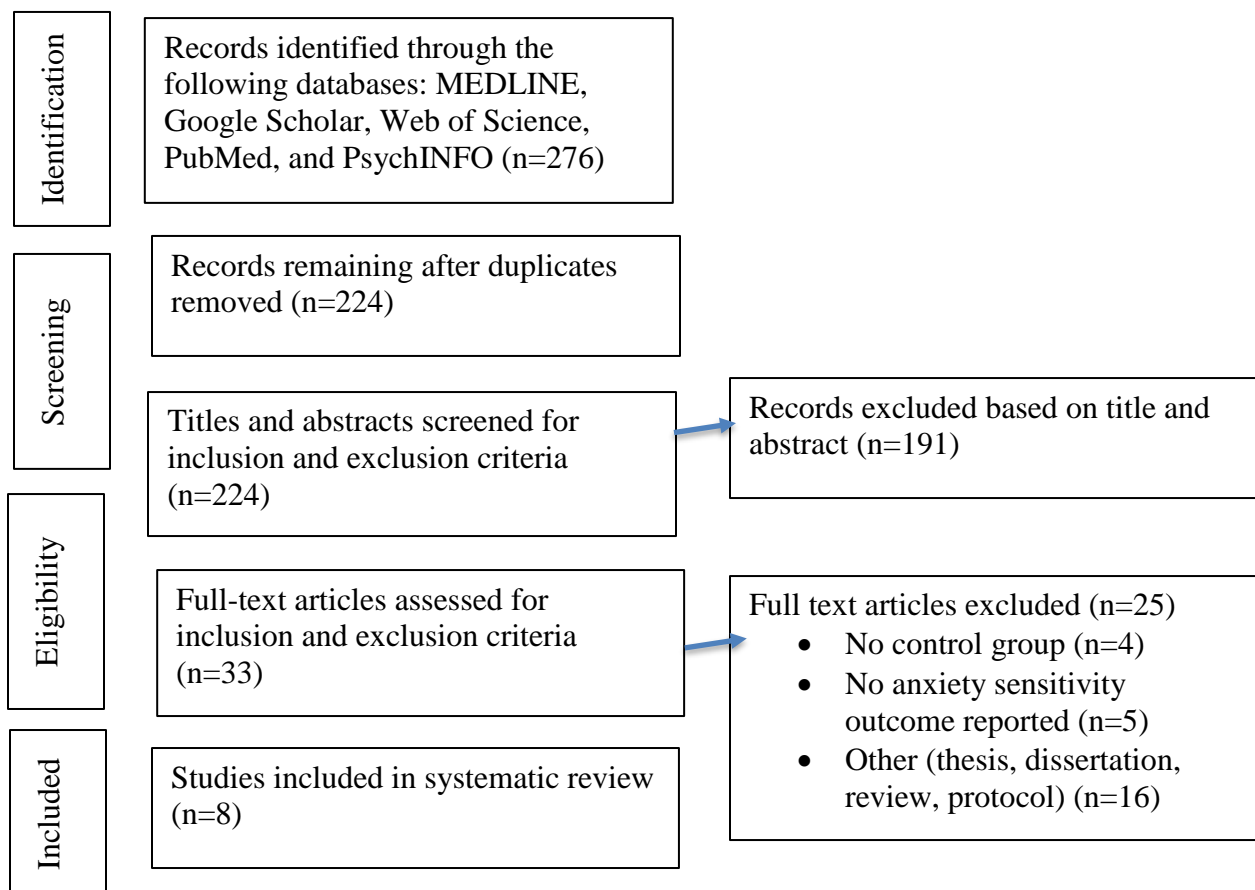 Identification
Records identified through the
following databases: MEDLINE,
Google Scholar, Web of Science,
PubMed, and PsychINFO (n=276)
Screening
Records remaining after duplicates
removed (n=224)
Titles and abstracts screened for
inclusion and exclusion criteria
(n=224)
Records excluded based on title and
abstract (n=191)
Eligibility
Full-text articles assessed for
inclusion and exclusion criteria
(n=33)
Full text articles excluded (n=25)
• No control group (n=4)
• No anxiety sensitivity
outcome reported (n=5)
• Other (thesis, dissertation,
review, protocol) (n=16)
Included
Studies included in systematic review
(n=8)